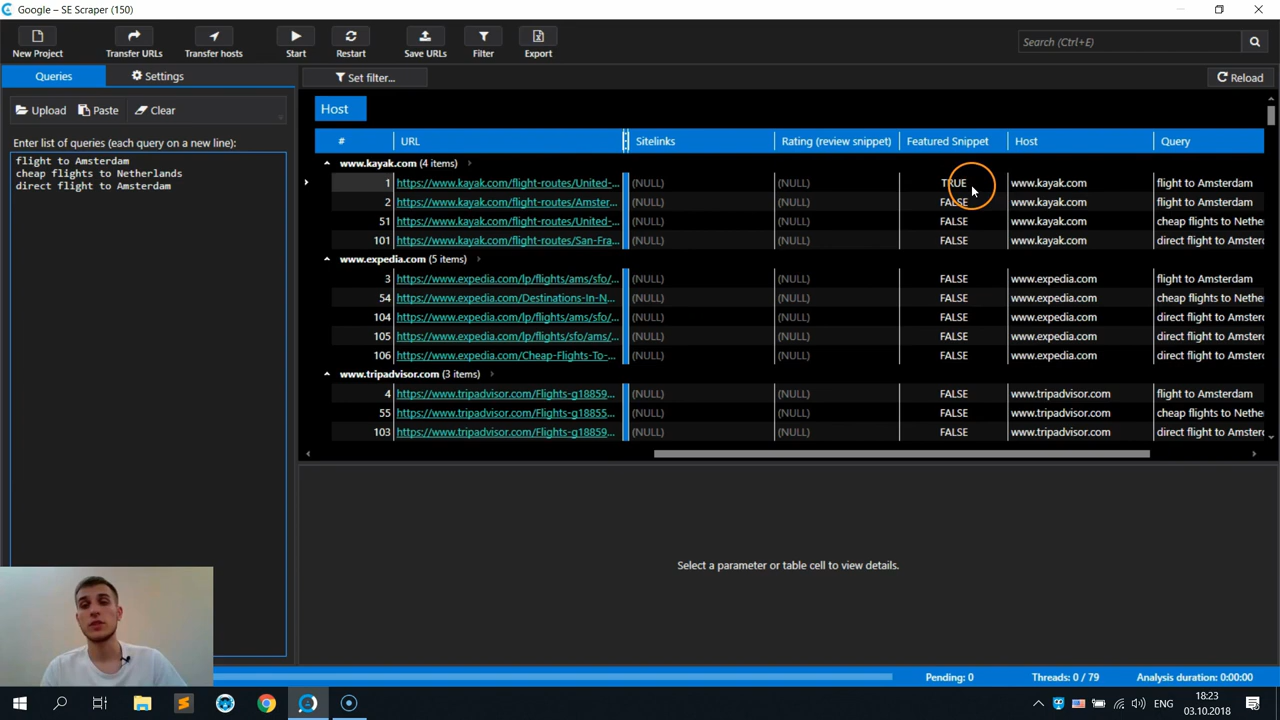 Google – SE Scraper (150)
New Project
Transfer URLs
Transfer hosts
Start
Restart
Save URLs
Filter
Export
Search (Ctrl+E)
Queries
Settings
Set filter...
Reload
Upload
Paste
Clear
Enter list of queries (each query on a new line):
flight to Amsterdam
cheap flights to Netherlands
direct flight to Amsterdam
Host
# URL Sitelinks Rating (review snippet) Featured Snippet Host Query
www.kayak.com (4 items)
1 https://www.kayak.com/flight-routes/United-... (NULL) (NULL) TRUE www.kayak.com flight to Amsterdam
2 https://www.kayak.com/flight-routes/Amster... (NULL) (NULL) FALSE www.kayak.com flight to Amsterdam
51 https://www.kayak.com/flight-routes/United-... (NULL) (NULL) FALSE www.kayak.com cheap flights to Nether
101 https://www.kayak.com/flight-routes/San-Fra... (NULL) (NULL) FALSE www.kayak.com direct flight to Amsterd
www.expedia.com (5 items)
3 https://www.expedia.com/lp/flights/ams/sfo/... (NULL) (NULL) FALSE www.expedia.com flight to Amsterdam
54 https://www.expedia.com/Destinations-In-N... (NULL) (NULL) FALSE www.expedia.com cheap flights to Nether
104 https://www.expedia.com/lp/flights/ams/sfo/... (NULL) (NULL) FALSE www.expedia.com direct flight to Amsterd
105 https://www.expedia.com/lp/flights/sfo/ams/... (NULL) (NULL) FALSE www.expedia.com direct flight to Amsterd
106 https://www.expedia.com/Cheap-Flights-To-... (NULL) (NULL) FALSE www.expedia.com direct flight to Amsterd
www.tripadvisor.com (3 items)
4 https://www.tripadvisor.com/Flights-g18859... (NULL) (NULL) FALSE www.tripadvisor.com flight to Amsterdam
55 https://www.tripadvisor.com/Flights-g18855... (NULL) (NULL) FALSE www.tripadvisor.com cheap flights to Nether
103 https://www.tripadvisor.com/Flights-g18859... (NULL) (NULL) FALSE www.tripadvisor.com direct flight to Amsterd
Select a parameter or table cell to view details.
Pending: 0
Threads: 0 / 79
Analysis duration: 0:00:00
ENG
18:23
03.10.2018